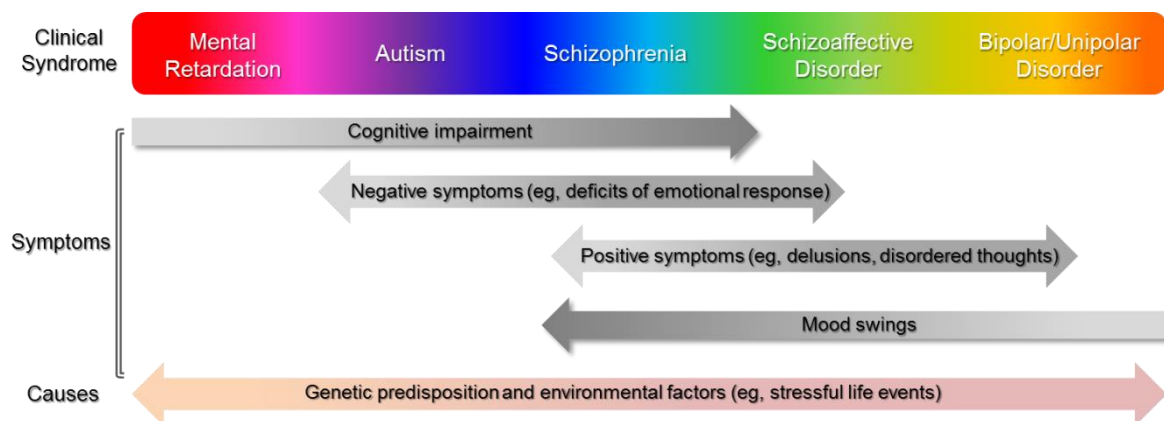 Clinical
Syndrome
Mental
Retardation
Autism
Schizophrenia
Schizoaffective
Disorder
Bipolar/Unipolar
Disorder
Symptoms
Cognitive impairment
Negative symptoms (eg, deficits of emotional response)
Positive symptoms (eg, delusions, disordered thoughts)
Mood swings
Causes
Genetic predisposition and environmental factors (eg, stressful life events)